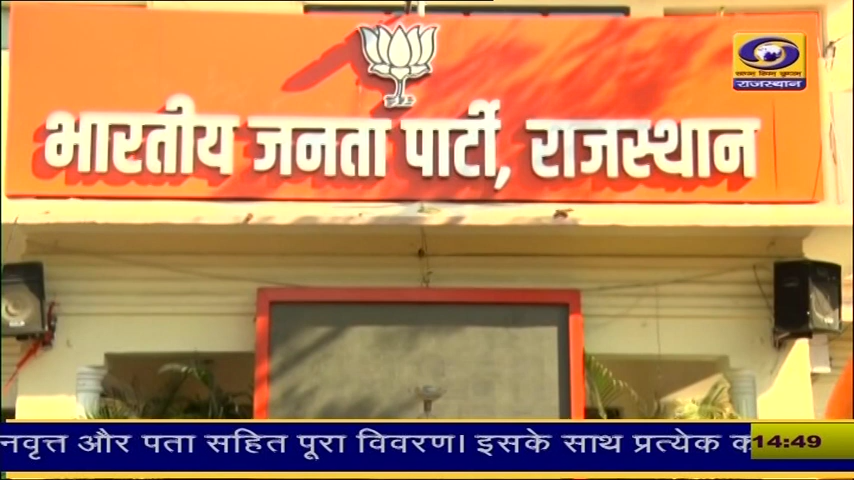 भारतीय जनता पार्टी, राजस्थान
राजस्थान
नवृत्त और पता सहित पूरा विवरण। इसके साथ प्रत्येक
14:49